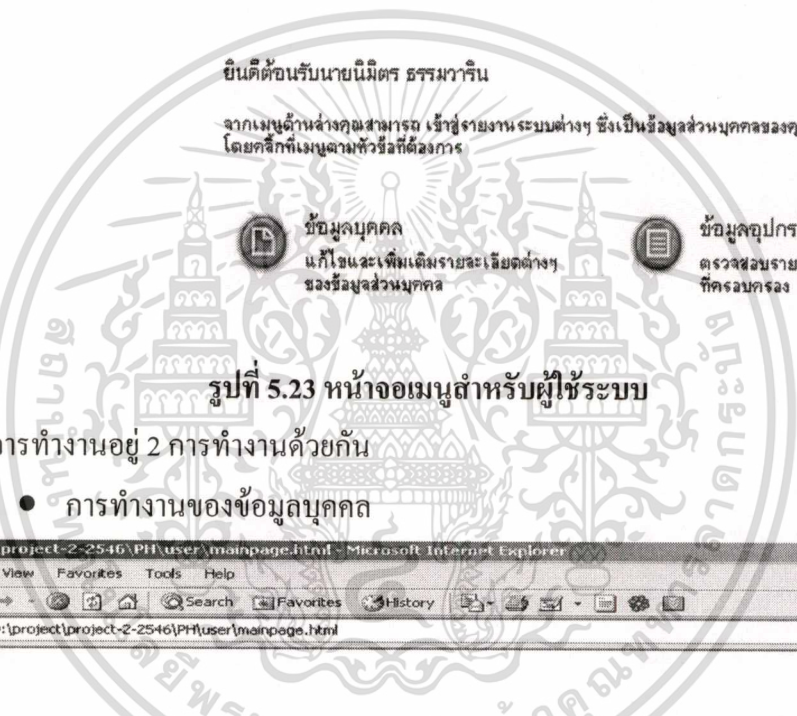 ยินดีต้อนรับนายนิมิตร ธรรมวาริน
จากเมนูด้านล่างคุณสามารถ เข้าสู่รายงานระบบต่างๆ ซึ่งเป็นข้อมูลส่วนบุคคลของคุ
โดยคลิ๊กที่เมนูตามหัวข้อที่ต้องการ
ข้อมูลบุคคล
แก้ไขและเพิ่มเติมรายละเอียดต่างๆ
ของข้อมูลส่วนบุคคล
ข้อมูลอุปกร
ตรวจสอบราย
ที่ครอบครอง
รูปที่ 5.23 หน้าจอเมนูสำหรับผู้ใช้ระบบ
การทำงานอยู่ 2 การทำงานด้วยกัน
● การทำงานของข้อมูลบุคคล
project-2-2546\PH\user\mainpage.html - Microsoft Internet Explorer
View Favorites Tools Help
Search Favorites History
:\project\project-2-2546\PH\user\mainpage.html